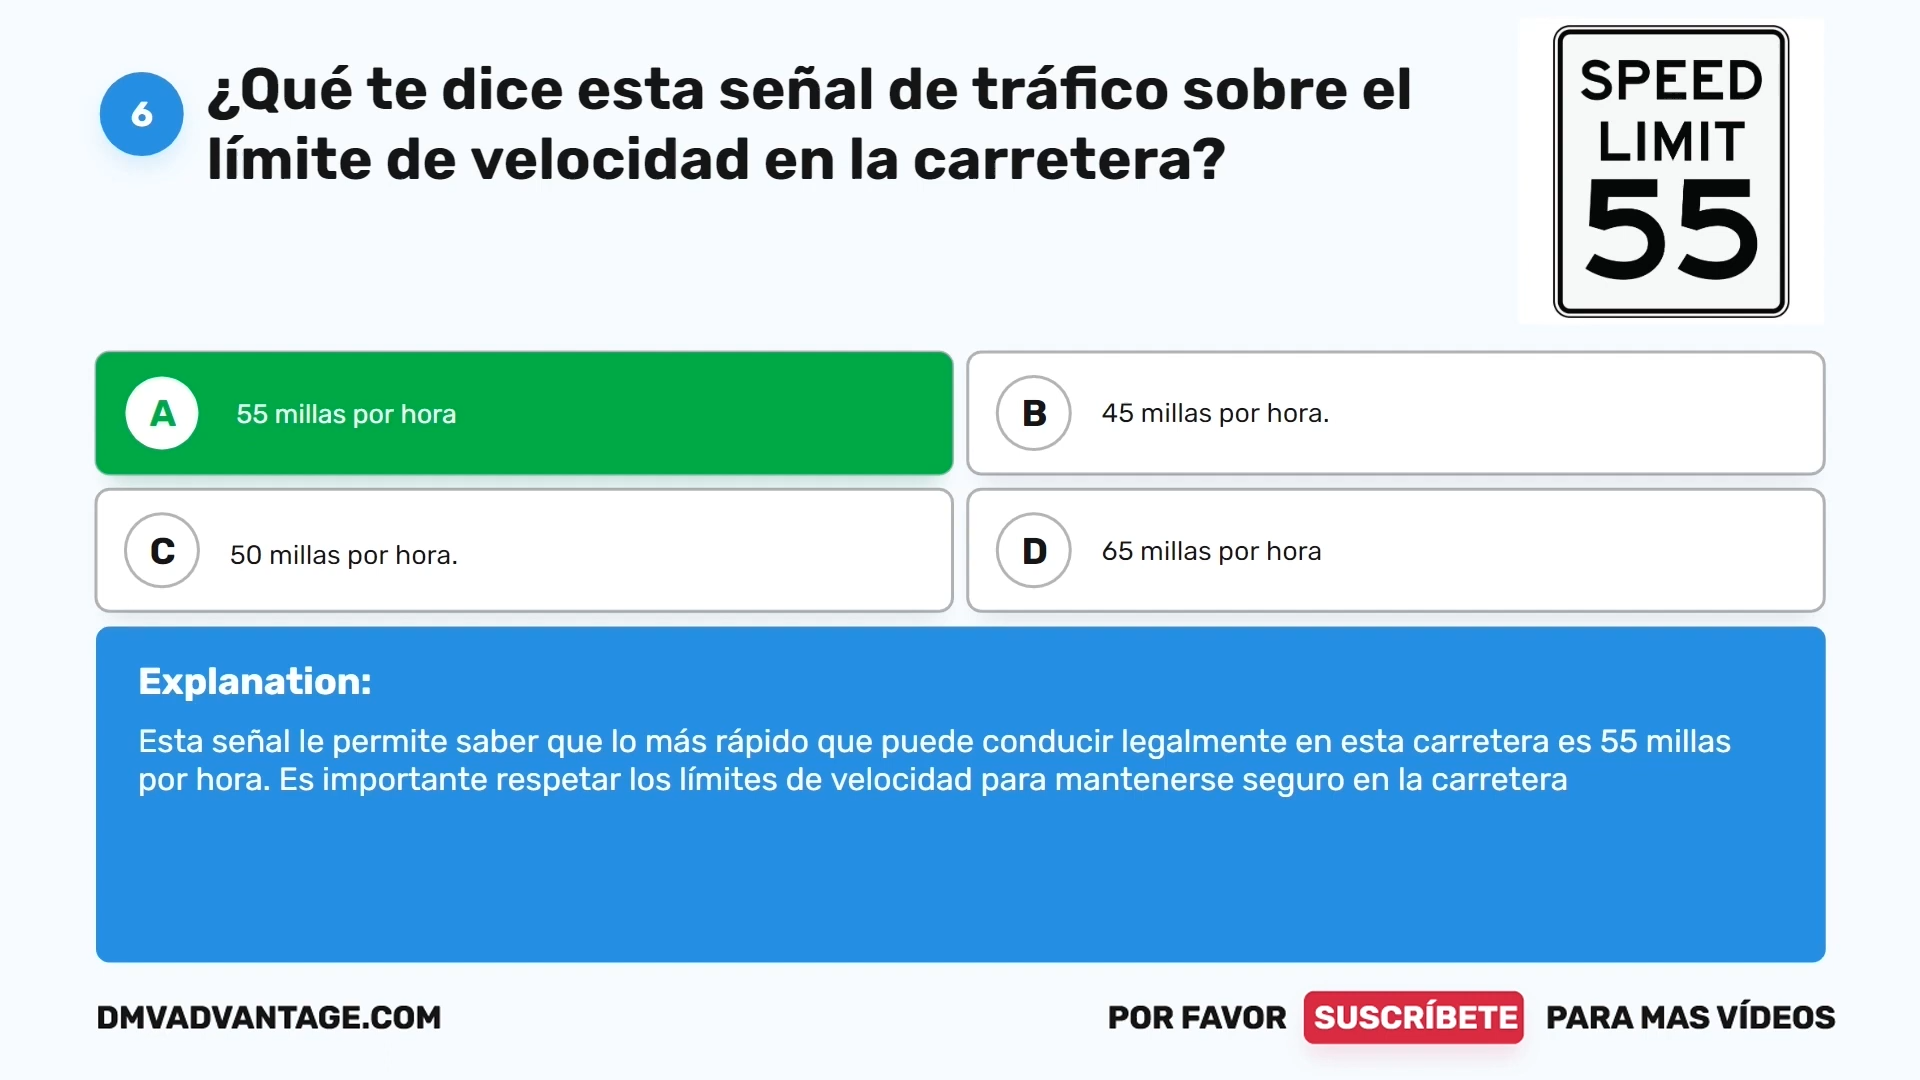 6
¿Qué te dice esta señal de tráfico sobre el
límite de velocidad en la carretera?
SPEED
LIMIT
55
A
55 millas por hora
B
45 millas por hora.
C
50 millas por hora.
D
65 millas por hora
Explanation:
Esta señal le permite saber que lo más rápido que puede conducir legalmente en esta carretera es 55 millas
por hora. Es importante respetar los límites de velocidad para mantenerse seguro en la carretera
DMVADVANTAGE.COM
POR FAVOR SUSCRÍBETE PARA MAS VÍDEOS